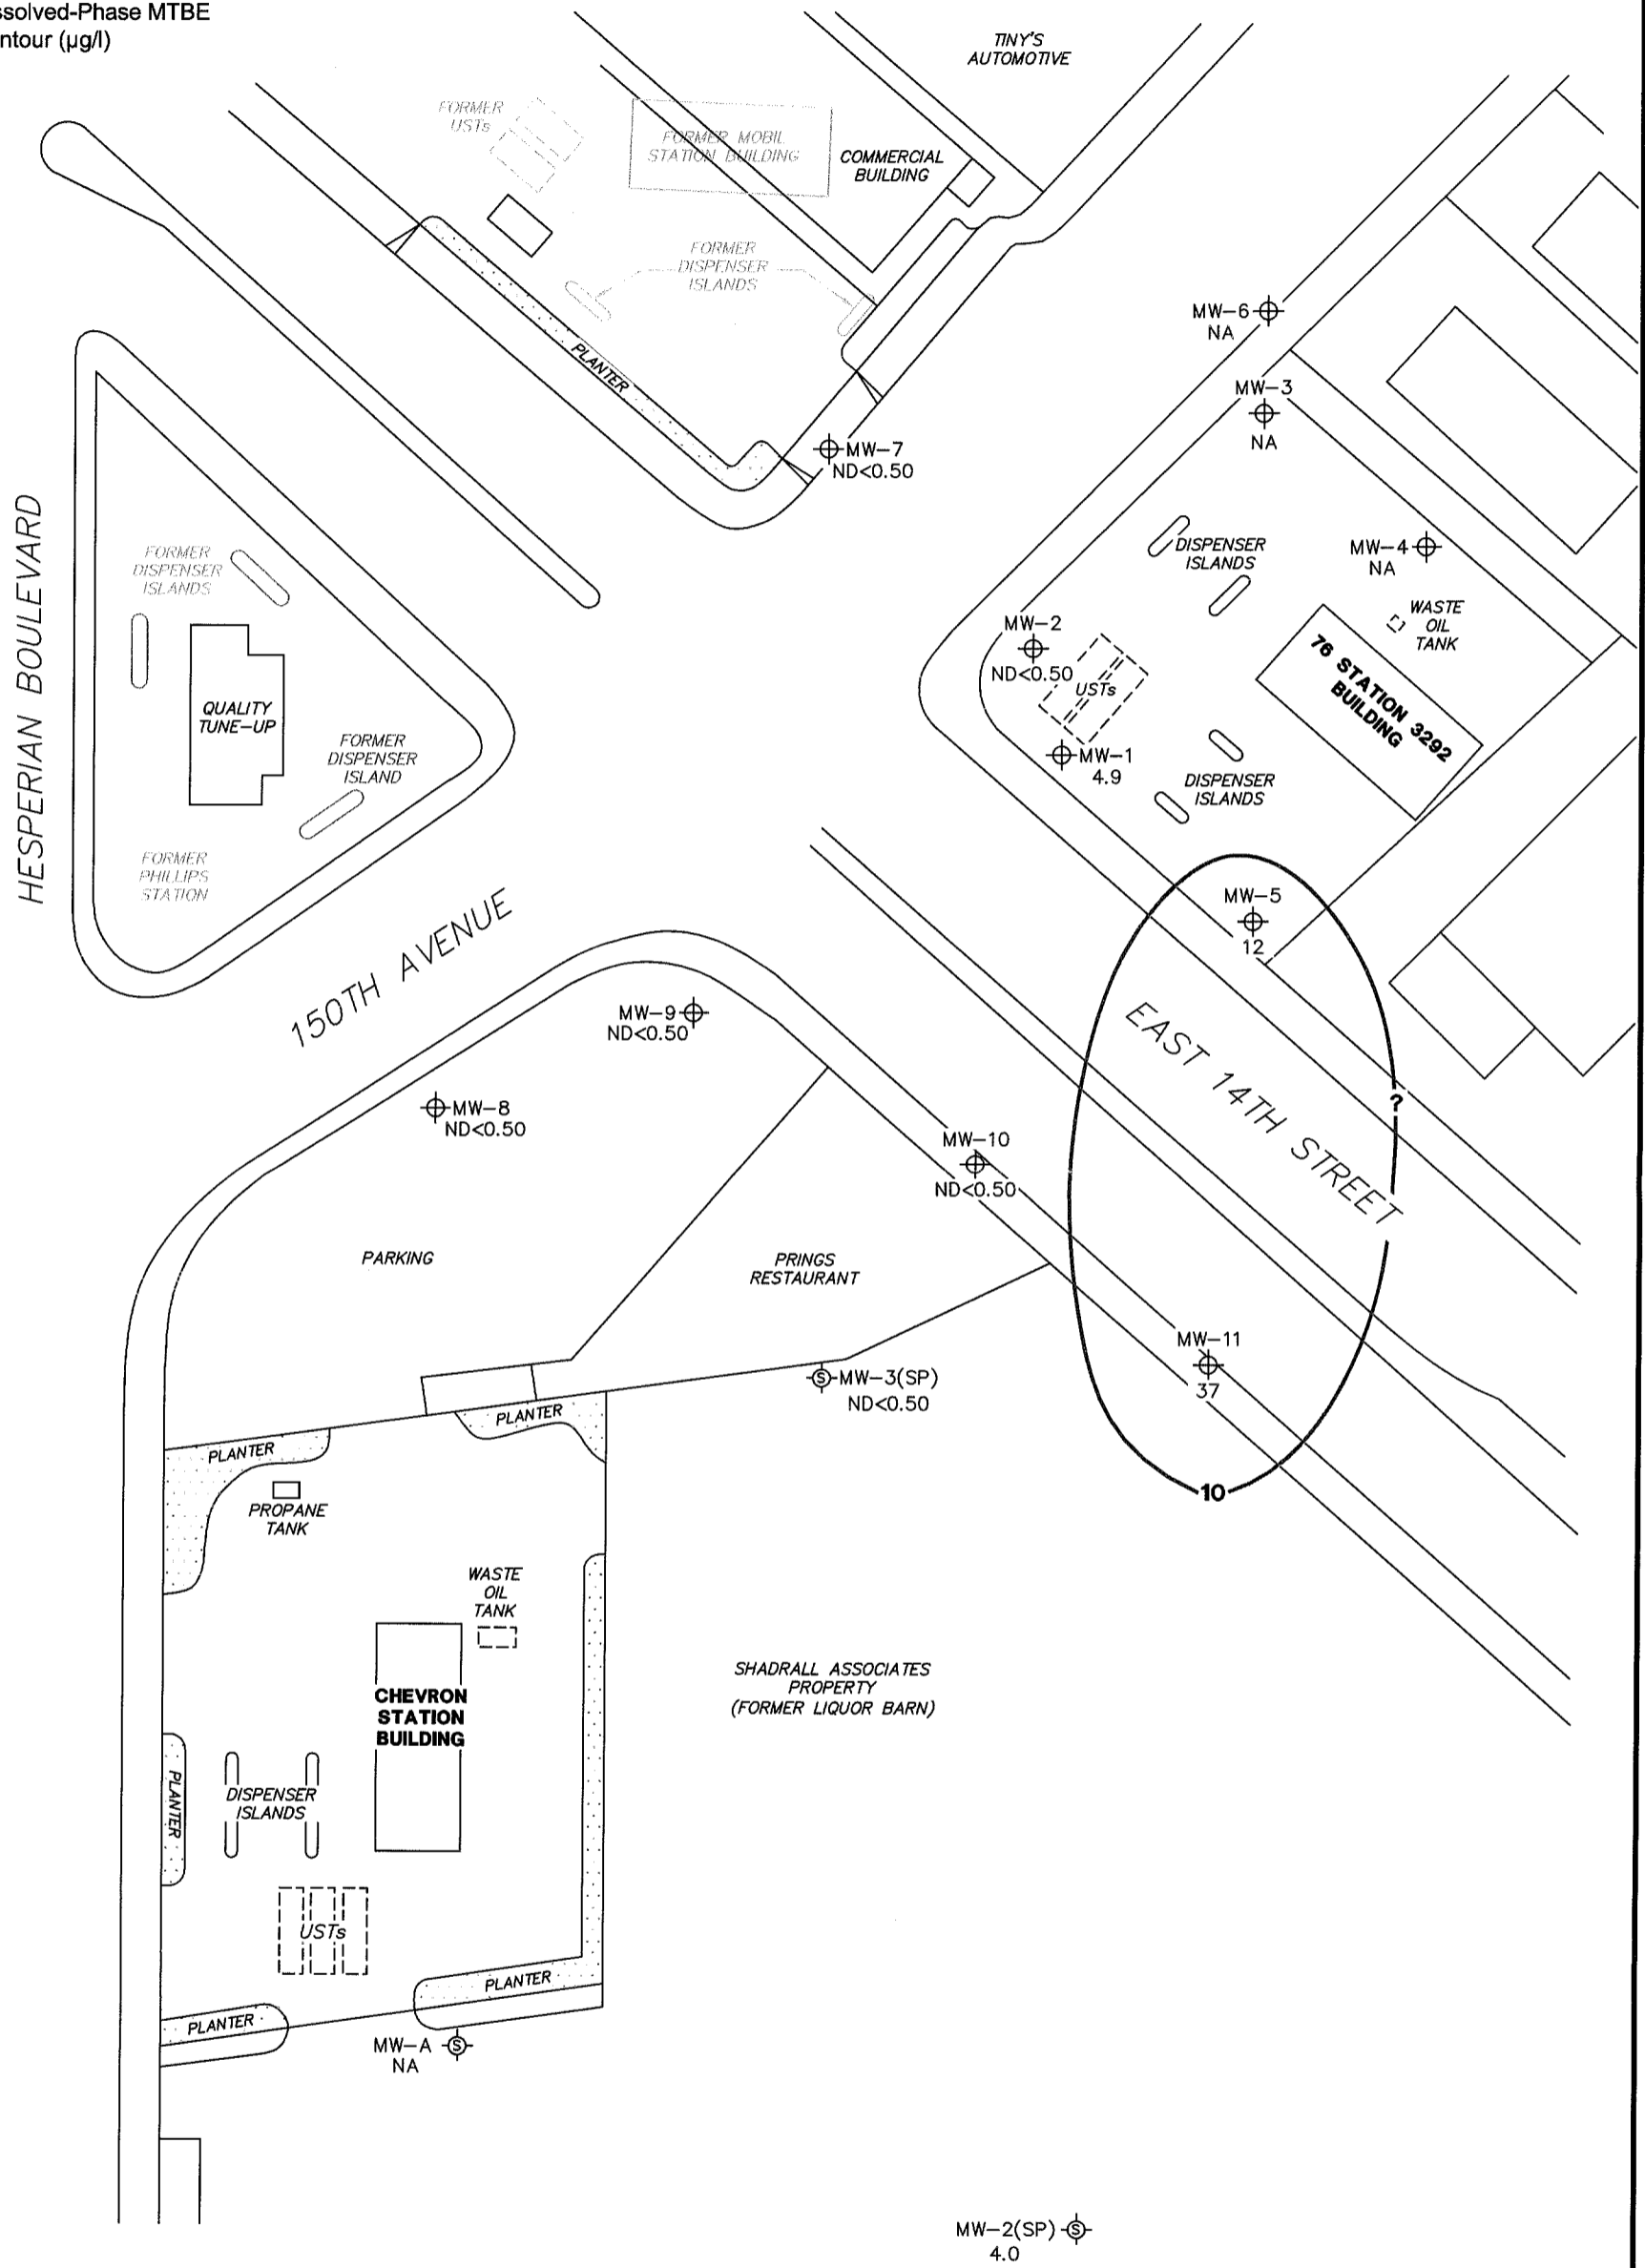 ssolved-Phase MTBE
ntour (µg/l)
TINY'S
AUTOMOTIVE
FORMER
USTs
FORMER MOBIL
STATION BUILDING
COMMERCIAL
BUILDING
FORMER
DISPENSER
ISLANDS
PLANTER
MW-6
NA
MW-3
NA
MW-7
ND<0.50
HESPERIAN BOULEVARD
FORMER
DISPENSER
ISLANDS
DISPENSER
ISLANDS
MW-4
NA
WASTE
OIL
TANK
MW-2
ND<0.50
USTs
76 STATION 3292
BUILDING
QUALITY
TUNE-UP
FORMER
DISPENSER
ISLAND
MW-1
4.9
DISPENSER
ISLANDS
FORMER
PHILLIPS
STATION
MW-5
12
150TH AVENUE
MW-9
ND<0.50
EAST 14TH STREET
?
MW-8
ND<0.50
MW-10
ND<0.50
PARKING
PRINGS
RESTAURANT
MW-11
37
S
MW-3(SP)
ND<0.50
PLANTER
PLANTER
10
PROPANE
TANK
WASTE
OIL
TANK
SHADRALL ASSOCIATES
PROPERTY
(FORMER LIQUOR BARN)
CHEVRON
STATION
BUILDING
PLANTER
DISPENSER
ISLANDS
USTs
PLANTER
PLANTER
MW-A S
NA
MW-2(SP) S
4.0